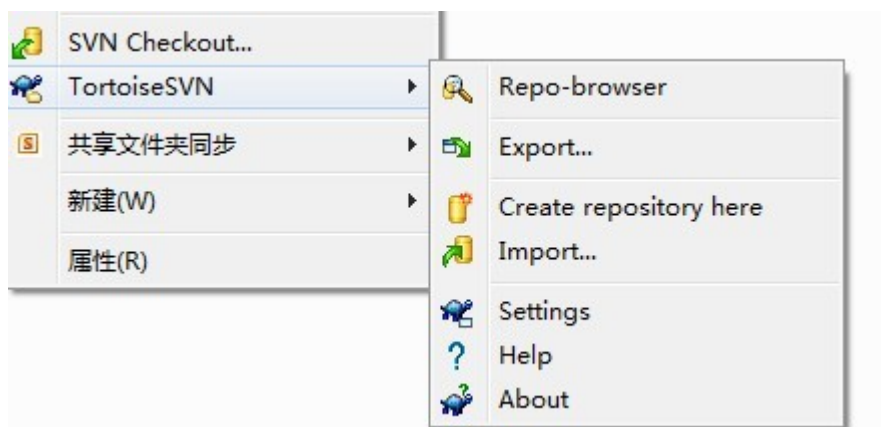 SVN Checkout...
TortoiseSVN
共享文件夹同步
新建(W)
属性(R)
Repo-browser
Export...
Create repository here
Import...
Settings
Help
About